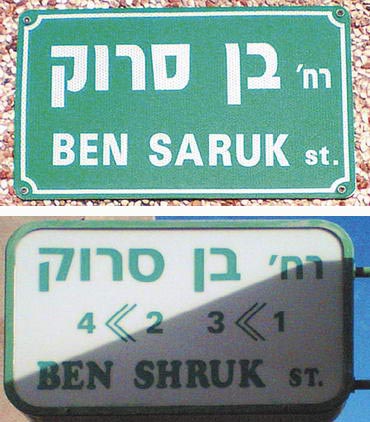 רח' בן סרוק
BEN SARUK st.
רח' בן סרוק
4 << 2 3 << 1
BEN SHRUK ST.